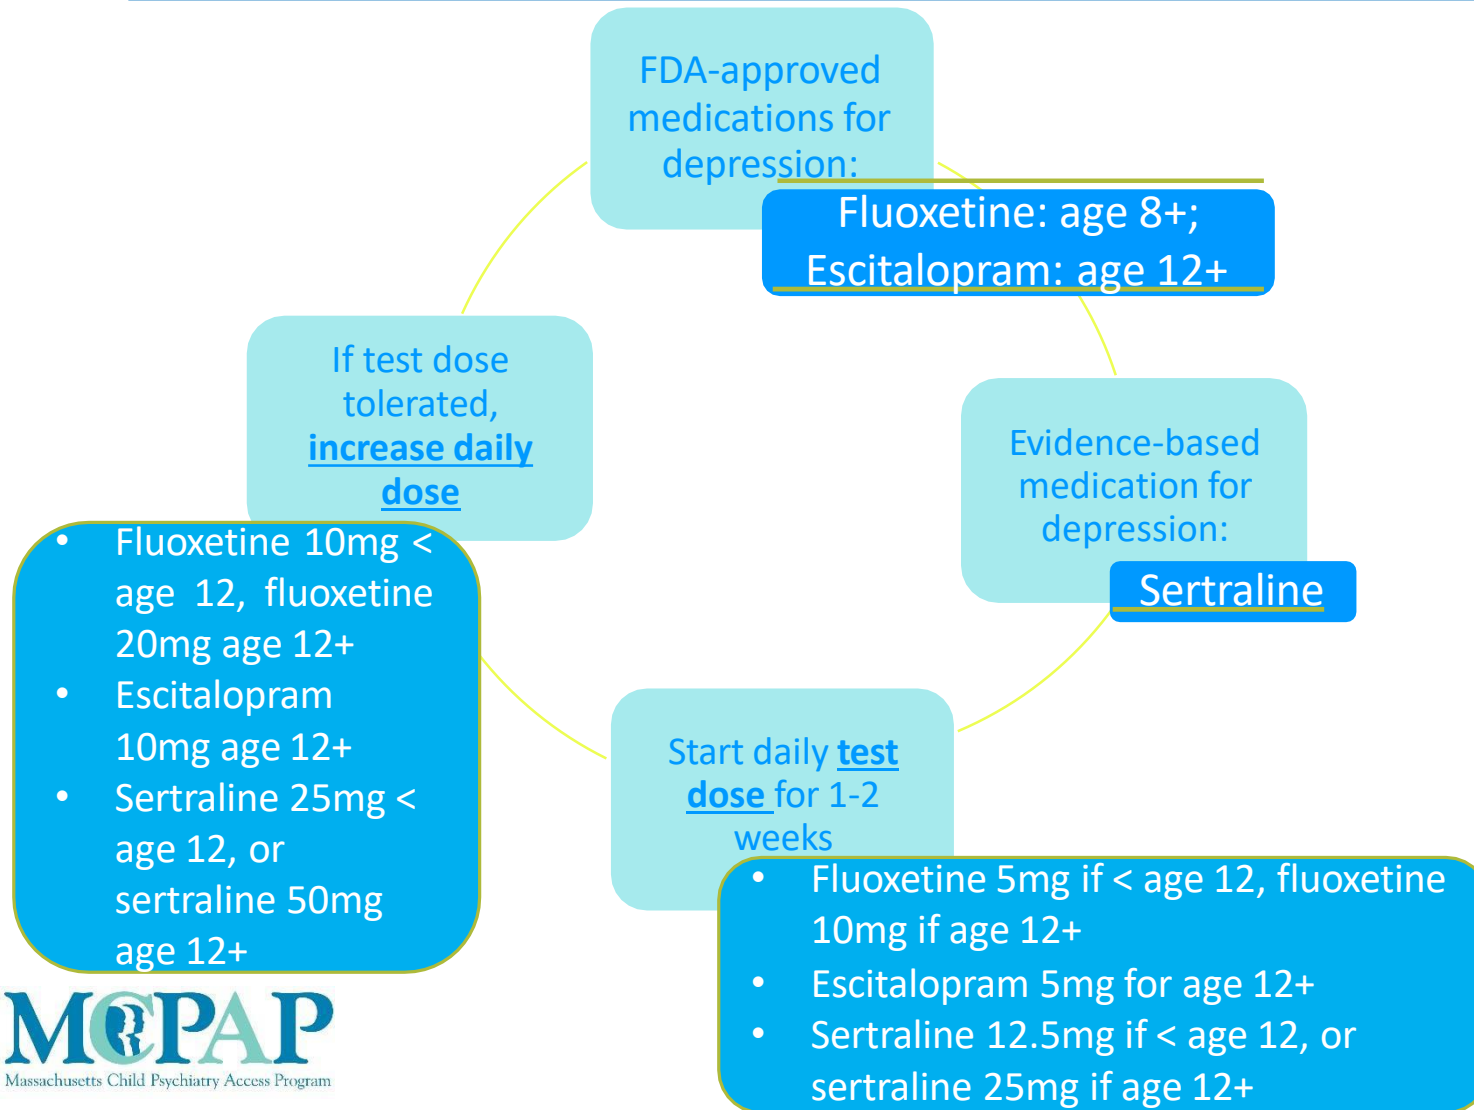 FDA-approved
medications for
depression:
Fluoxetine: age 8+;
Escitalopram: age 12+
Evidence-based
medication for
depression:
Sertraline
Start daily test
dose for 1-2
weeks
• Fluoxetine 5mg if < age 12, fluoxetine
10mg if age 12+
• Escitalopram 5mg for age 12+
• Sertraline 12.5mg if < age 12, or
sertraline 25mg if age 12+
If test dose
tolerated,
increase daily
dose
• Fluoxetine 10mg <
age 12, fluoxetine
20mg age 12+
• Escitalopram
10mg age 12+
• Sertraline 25mg <
age 12, or
sertraline 50mg
age 12+
MCPAP
Massachusetts Child Psychiatry Access Program